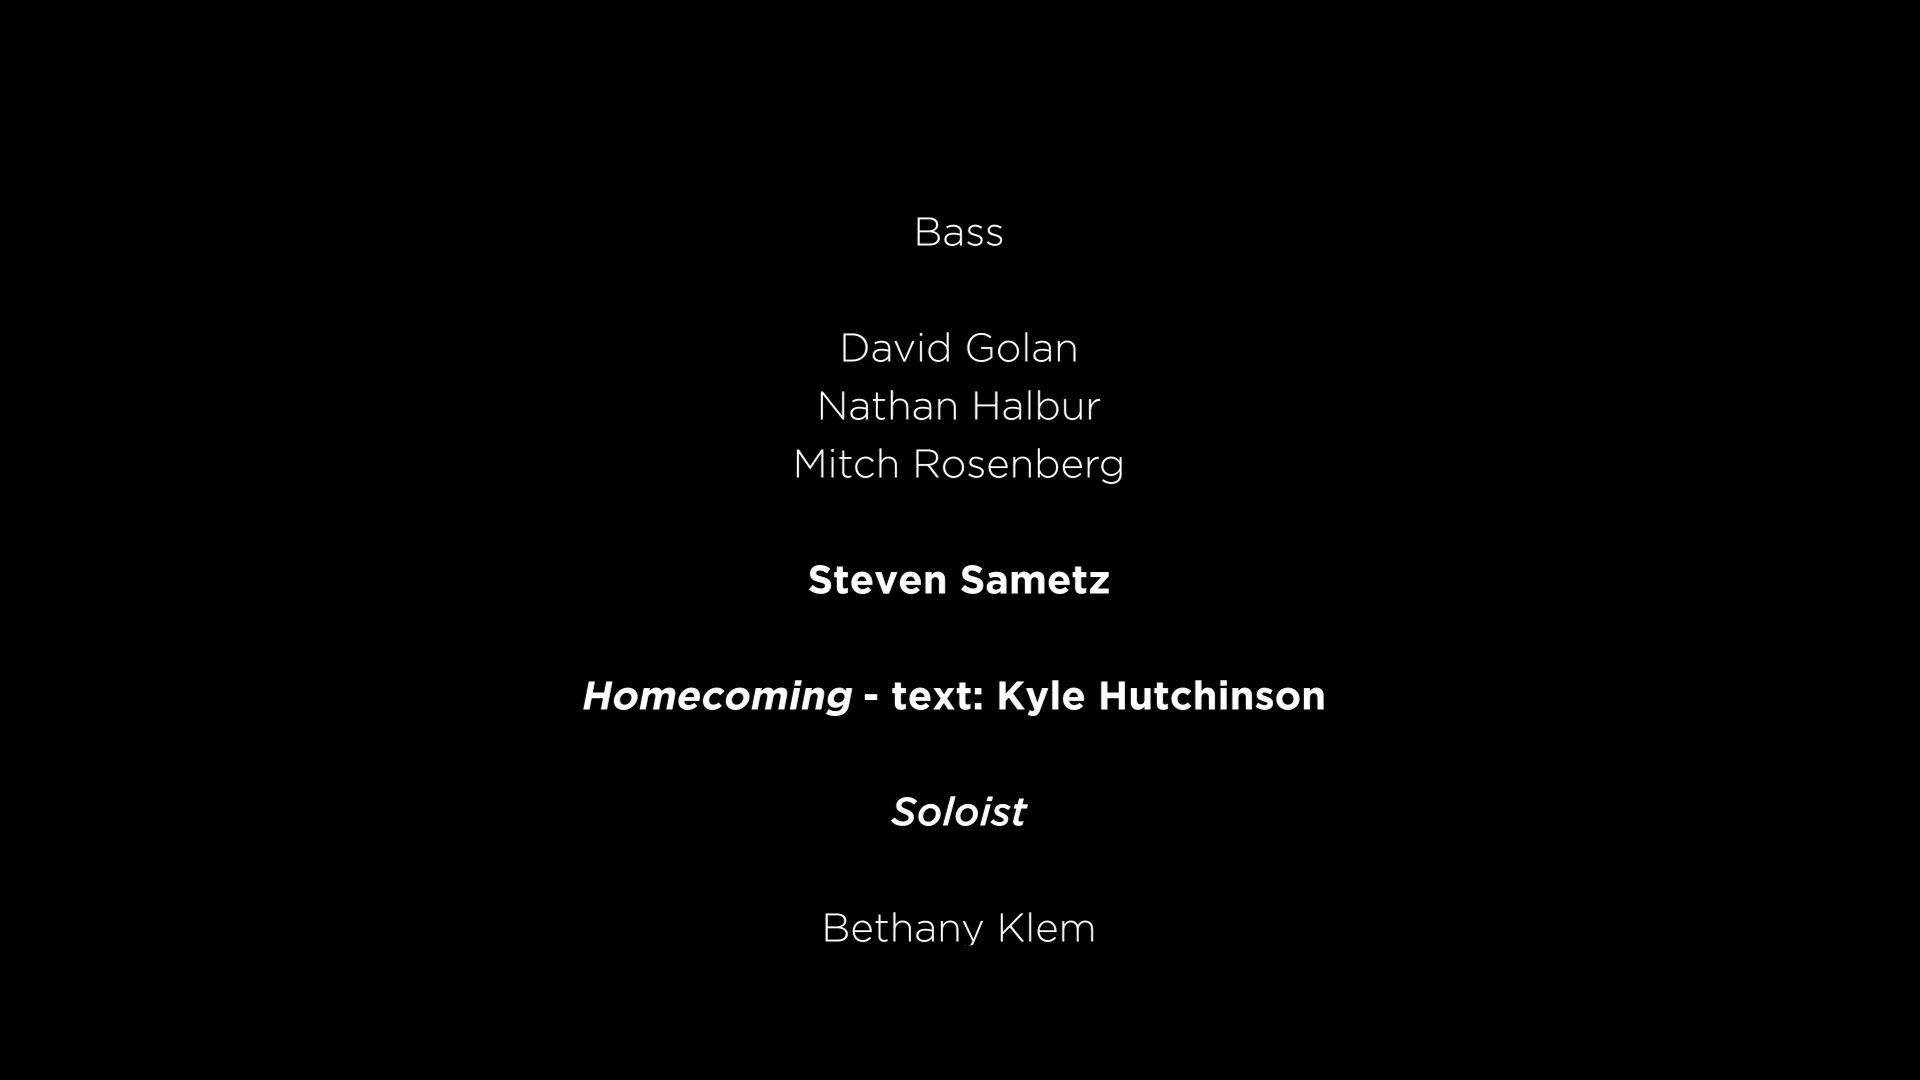 Bass
David Golan
Nathan Halbur
Mitch Rosenberg
Steven Sametz
Homecoming - text: Kyle Hutchinson
Soloist
Bethany Klem